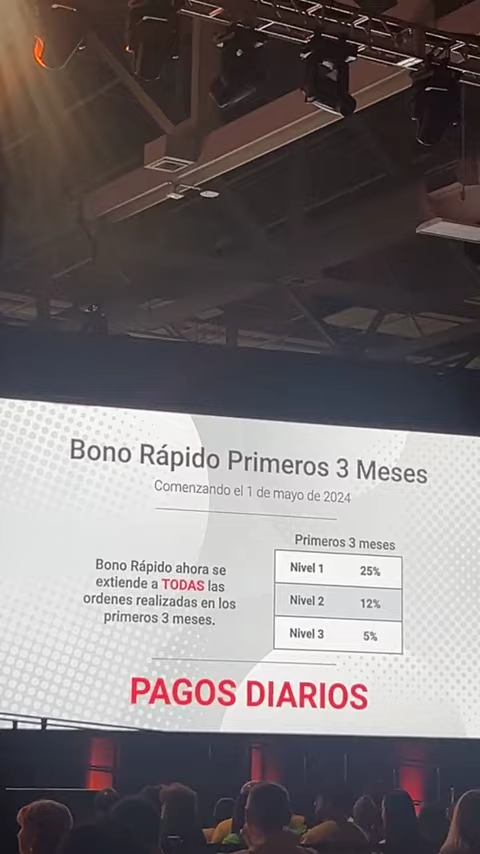 Bono Rápido Primeros 3 Meses
Comenzando el 1 de mayo de 2024
Bono Rápido ahora se
extiende a TODAS las
ordenes realizadas en los
primeros 3 meses.
Primeros 3 meses
Nivel 1 25%
Nivel 2 12%
Nivel 3 5%
PAGOS DIARIOS